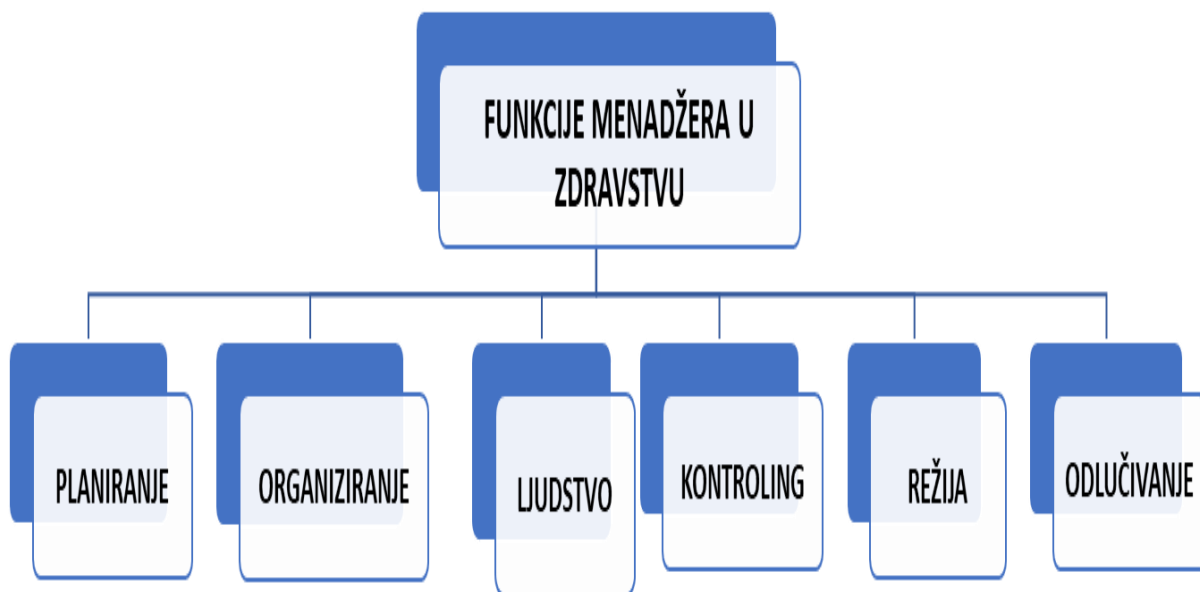 FUNKCIJE MENADŽERA U
ZDRAVSTVU
PLANIRANJE
ORGANIZIRANJE
LJUDSTVO
KONTROLING
REŽIJA
ODLUČIVANJE